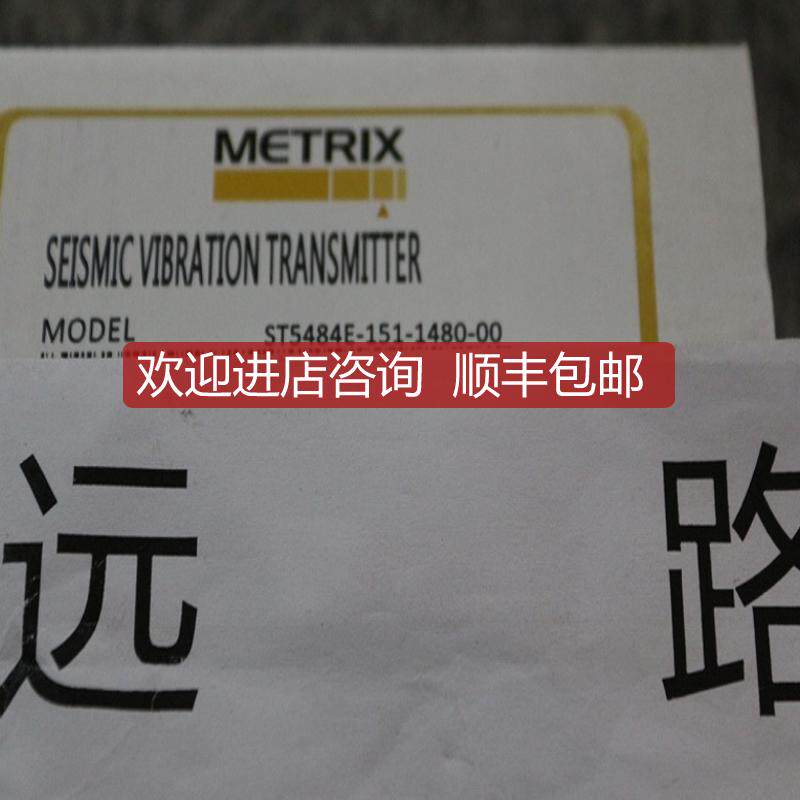 METRIX
SEISMIC VIBRATION TRANSMITTER
MODEL ST5484E-151-1480-00
欢迎进店咨询 顺丰包邮
远 路